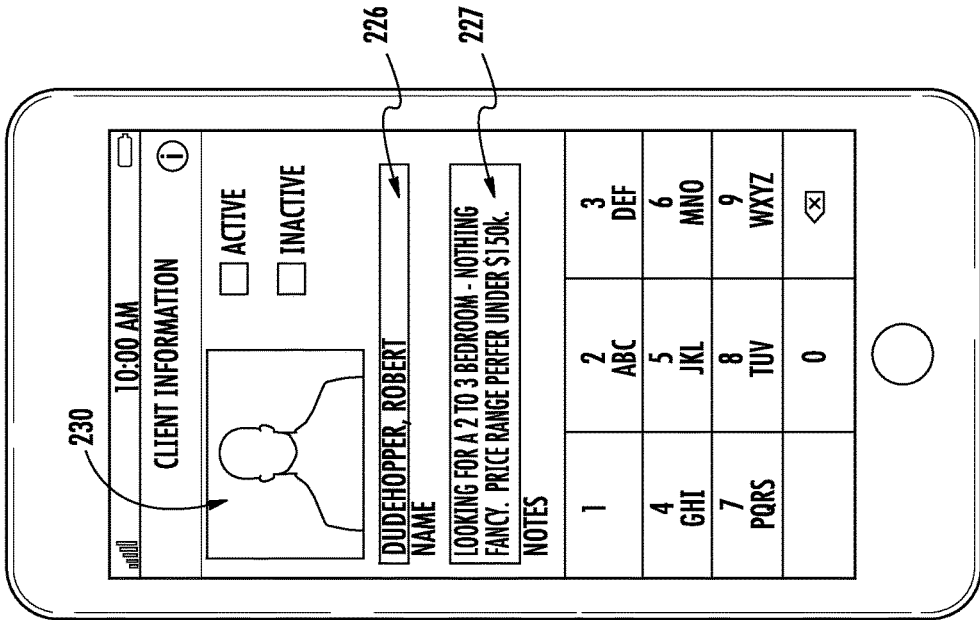 230
10:00 AM
CLIENT INFORMATION
i
ACTIVE
INACTIVE
DUDEHOPPER, ROBERT
226
NAME
LOOKING FOR A 2 TO 3 BEDROOM - NOTHING
FANCY. PRICE RANGE PERFER UNDER $150k.
227
NOTES
1
2
ABC
3
DEF
4
GHI
5
JKL
6
MNO
7
PQRS
8
TUV
9
WXYZ
0
X